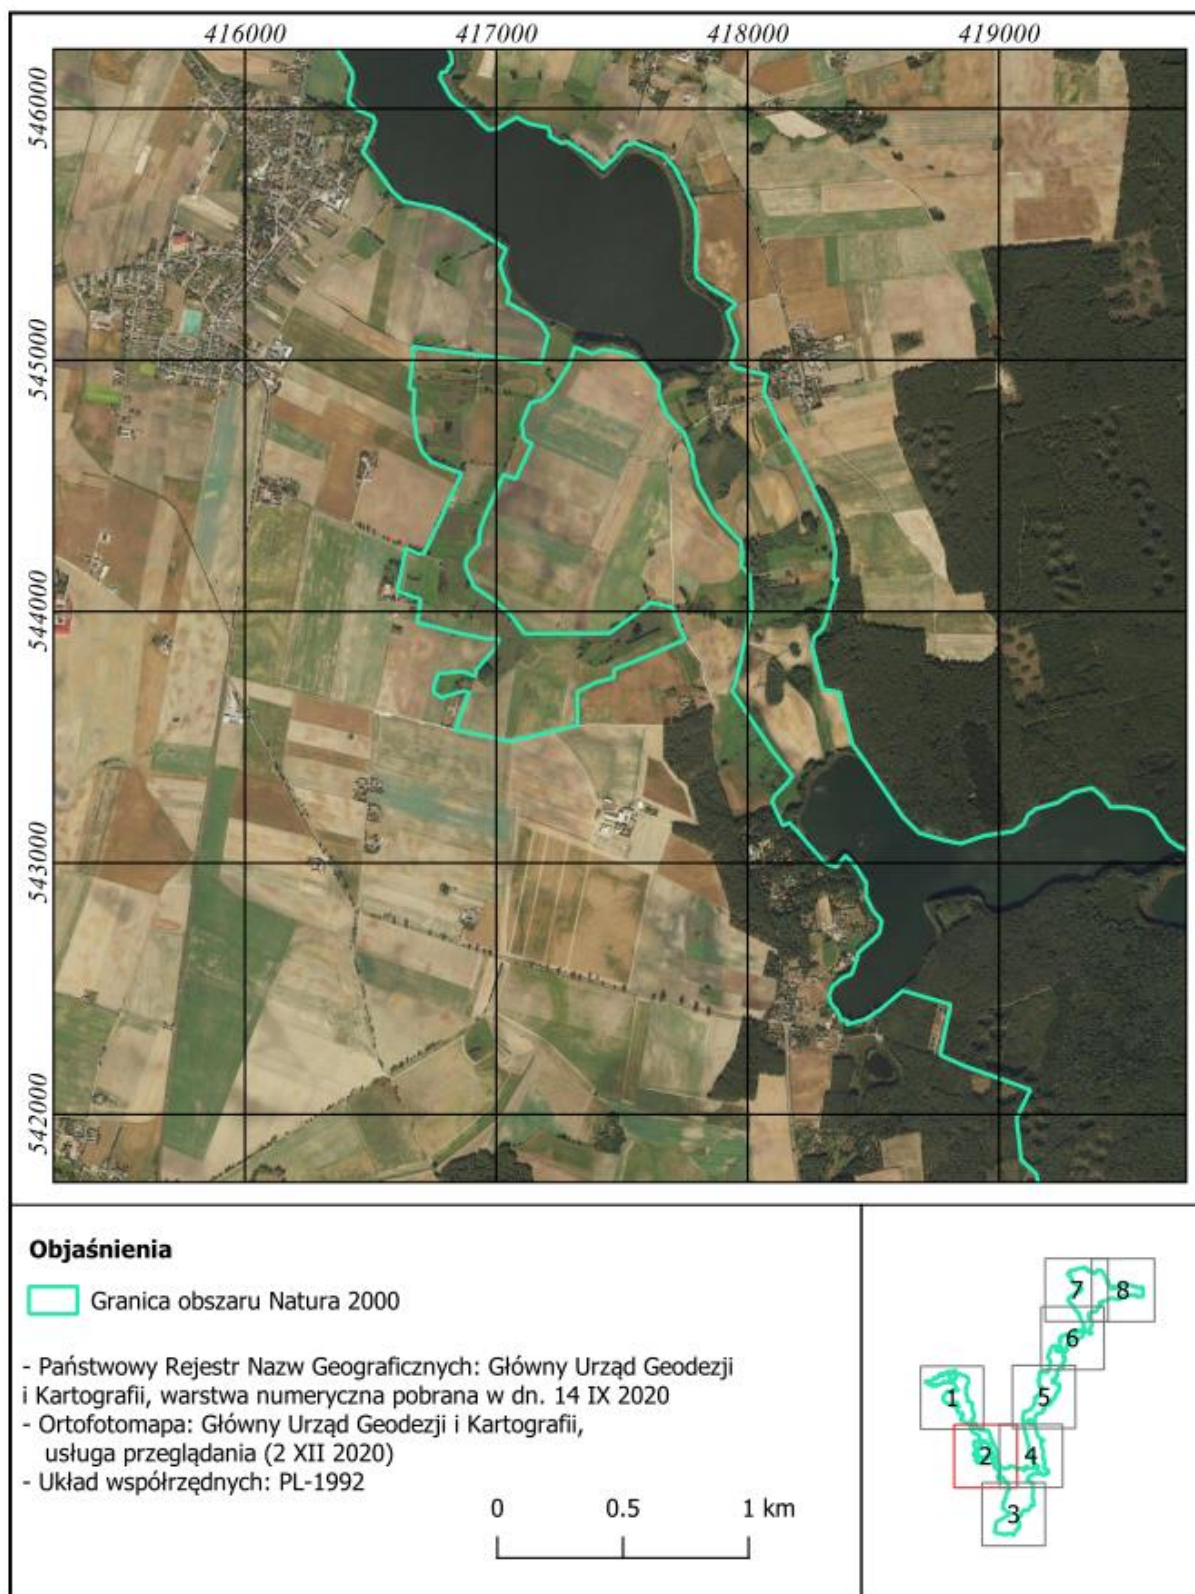 416000 417000 418000 419000
546000
545000
544000
543000
542000
Objaśnienia
Granica obszaru Natura 2000
- Państwowy Rejestr Nazw Geograficznych: Główny Urząd Geodezji
i Kartografii, warstwa numeryczna pobrana w dn. 14 IX 2020
- Ortofotomapa: Główny Urząd Geodezji i Kartografii,
usługa przeglądania (2 XII 2020)
- Układ współrzędnych: PL-1992
0 0.5 1 km
7 8
6
1 5
2 4
3